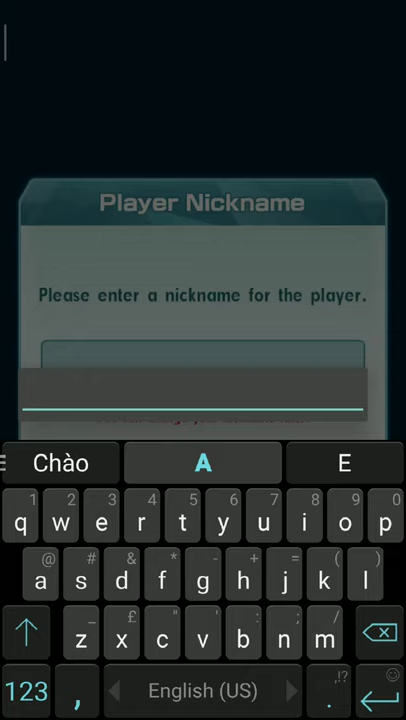 Player Nickname
Please enter a nickname for the player.
Chào A E
1 2 3 4 5 6 7 8 9 0
q w e r t y u i o p
@ # & * - + = ( )
a s d f g h j k l
_ £ " ' : ; /
z x c v b n m
,!?
123 , English (US) .